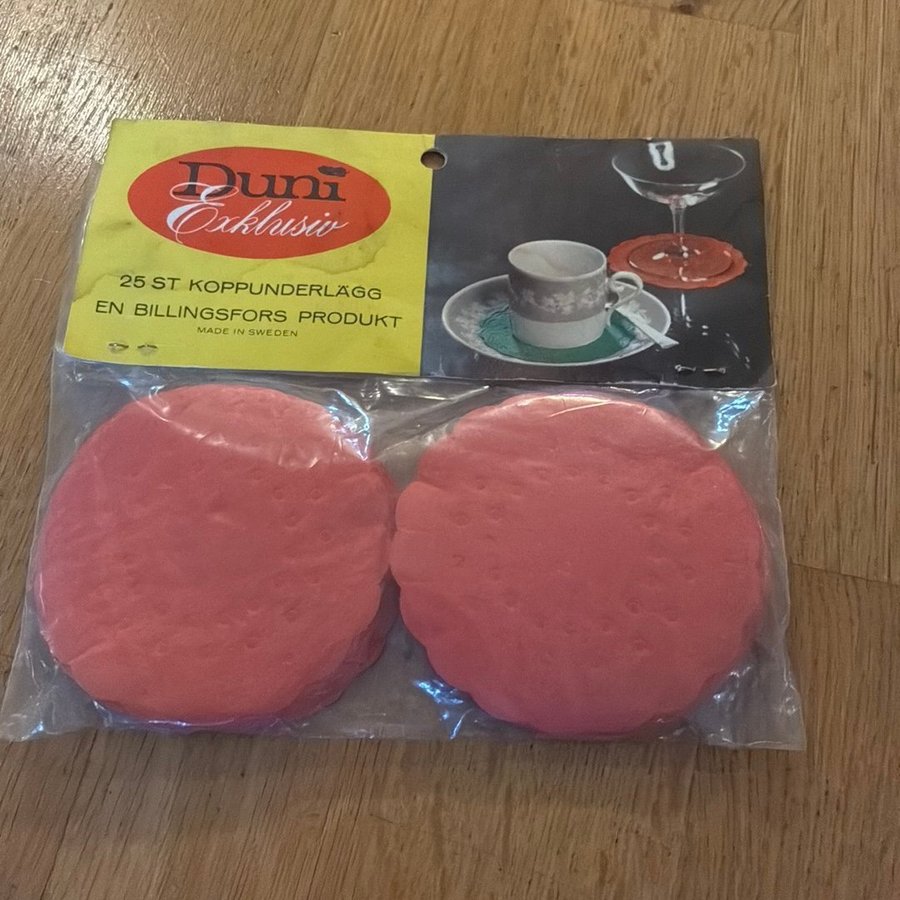 Duni
Exklusiv
25 ST KOPPUNDERLÄGG
EN BILLINGSFORS PRODUKT
MADE IN SWEDEN